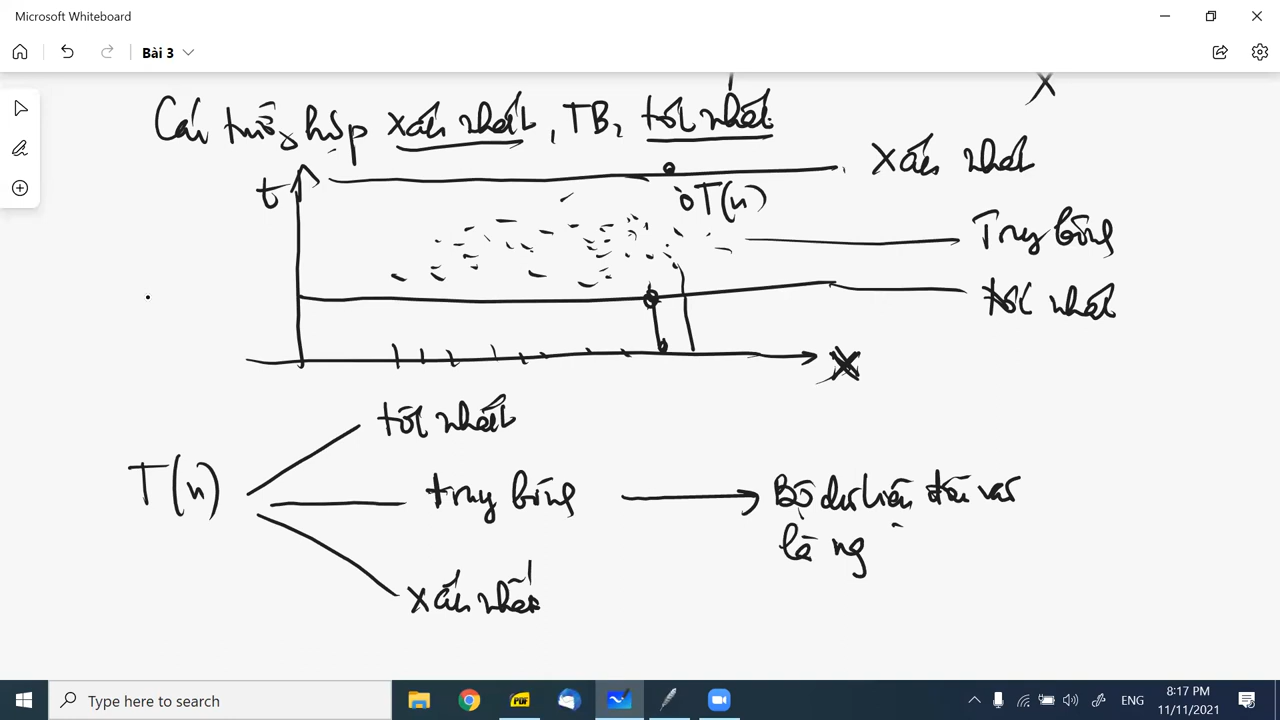 Microsoft Whiteboard
Bài 3
X
Các trường hợp xấu nhất, TB, tốt nhất
t
T(n)
xấu nhất
Trung bình
tốt nhất
X
tốt nhất
T(n)
trung bình
Bộ dữ liệu đầu vào
là ng
xấu nhất
Type here to search
PDF
ENG
8:17 PM
11/11/2021